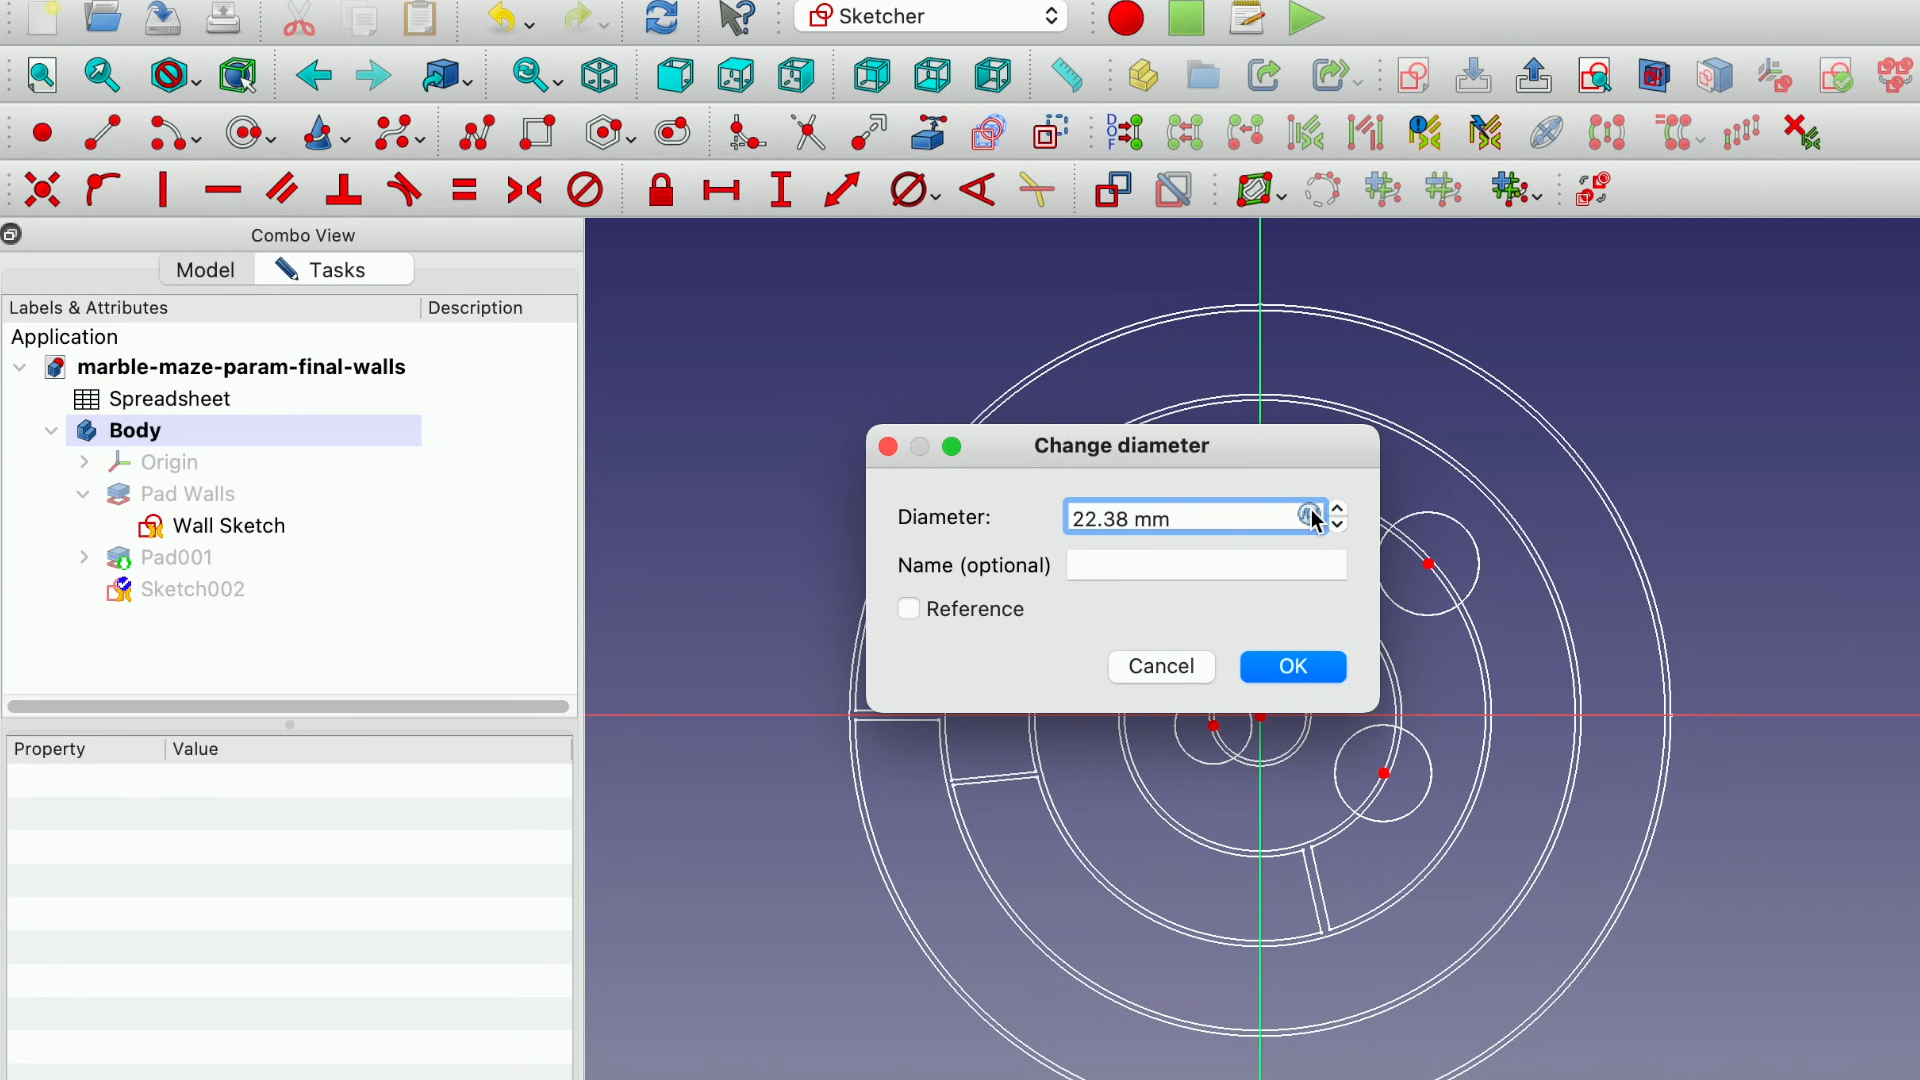 Sketcher
Combo View
Model
Tasks
Labels & Attributes
Description
Application
marble-maze-param-final-walls
Spreadsheet
Body
Origin
Pad Walls
Wall Sketch
Pad001
Sketch002
Property
Value
Change diameter
Diameter:
22.38 mm
Name (optional)
Reference
Cancel
OK